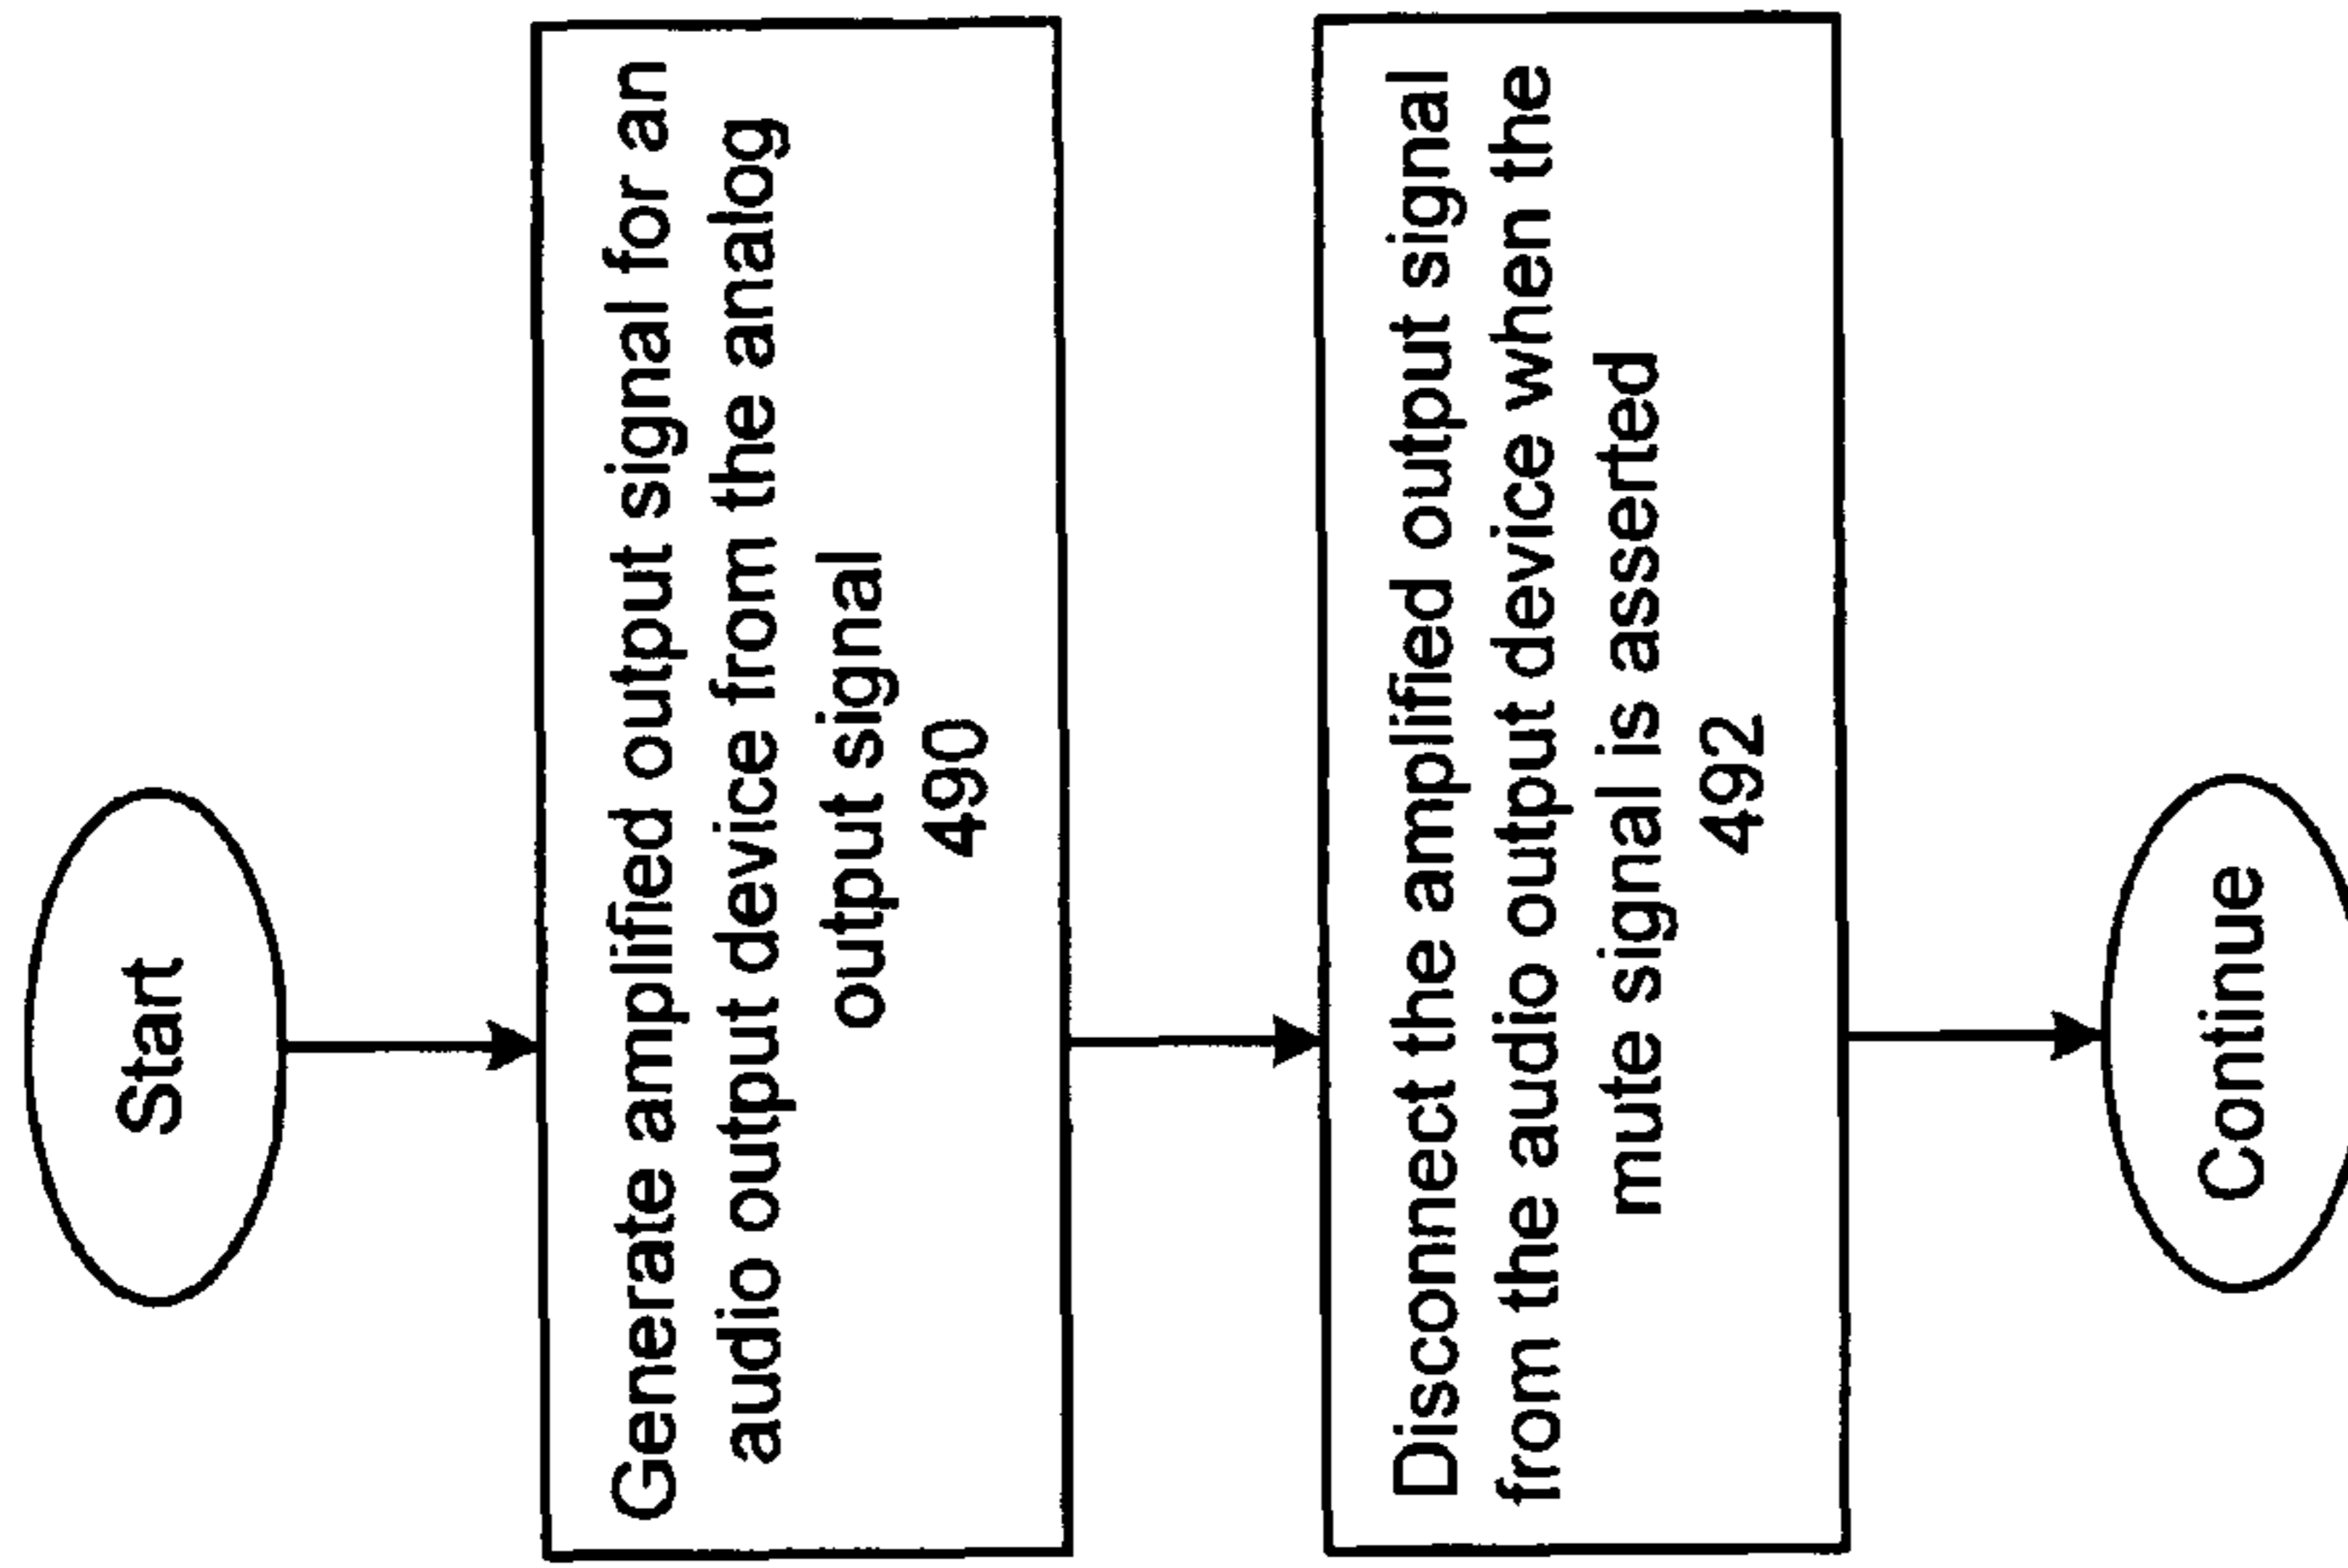 Start
Generate amplified output signal for an
audio output device from the analog
output signal
490
Disconnect the amplified output signal
from the audio output device when the
mute signal is asserted
492
Continue